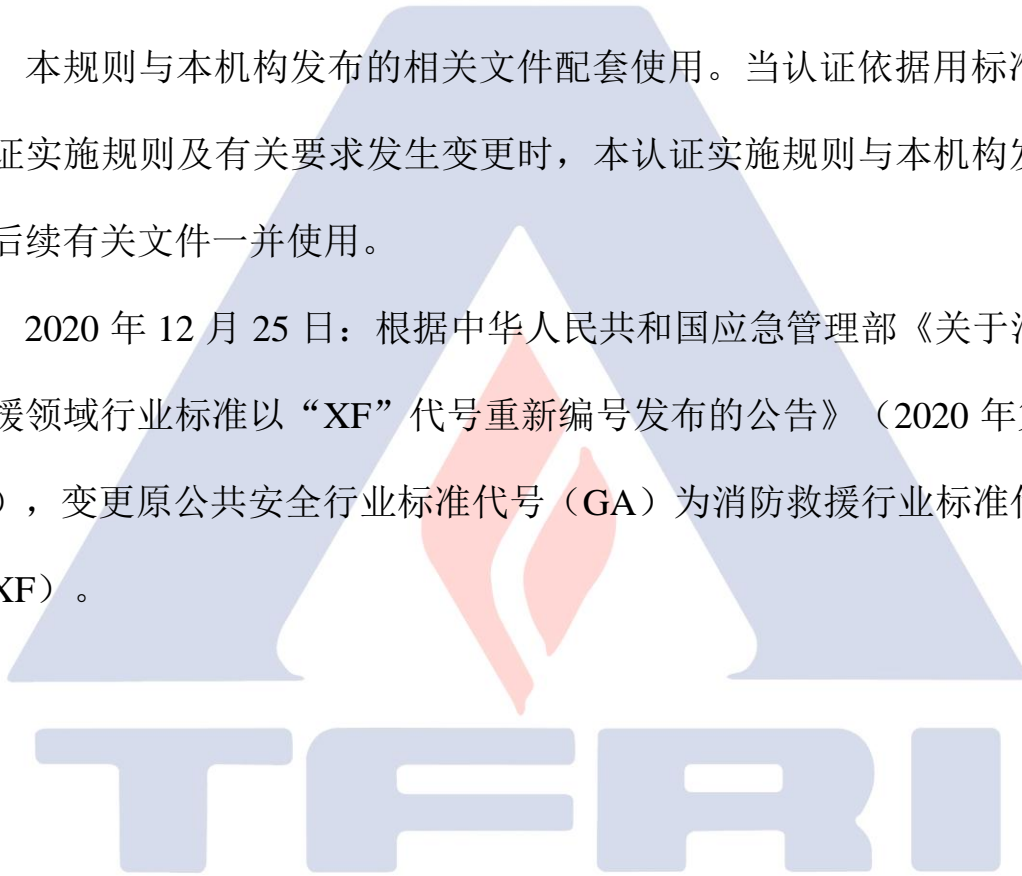 本规则与本机构发布的相关文件配套使用。当认证依据用标准
证实施规则及有关要求发生变更时，本认证实施规则与本机构发
后续有关文件一并使用。
2020 年 12 月 25 日：根据中华人民共和国应急管理部《关于消
援领域行业标准以“XF”代号重新编号发布的公告》（2020 年
），变更原公共安全行业标准代号（GA）为消防救援行业标准代
XF）。
TFRI